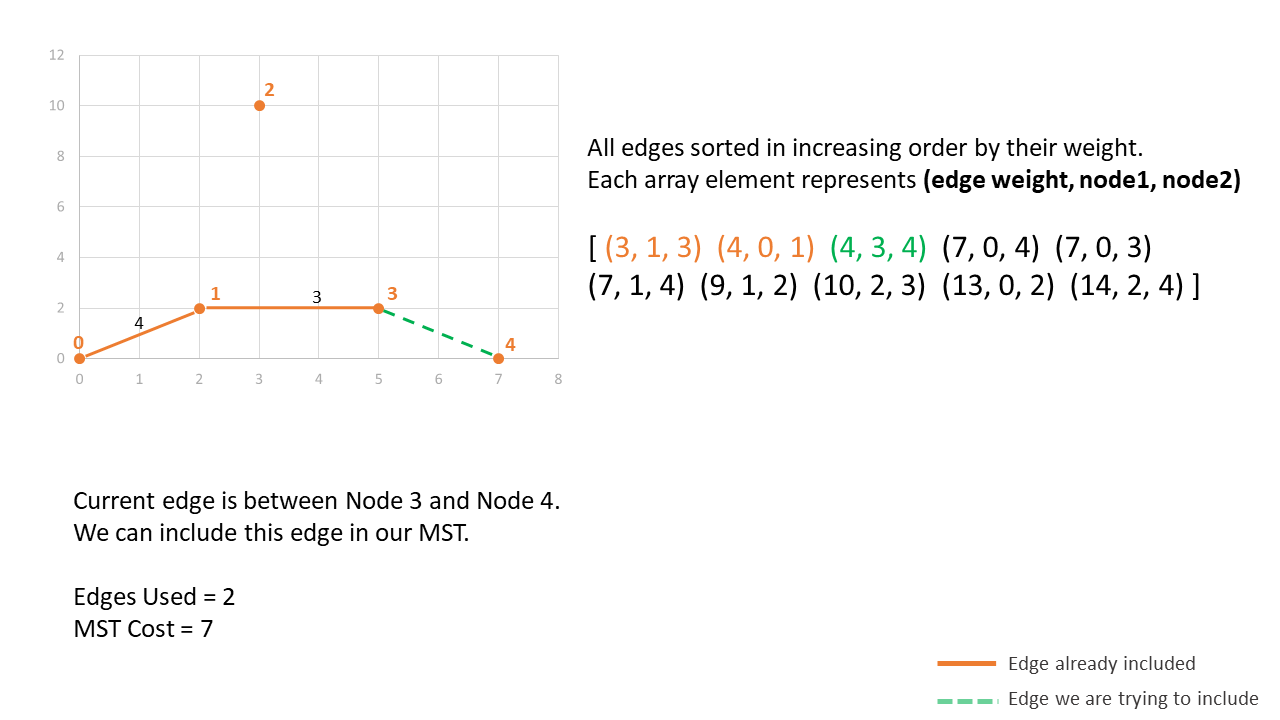 12
10
8
6
4
2
0
0 1 2 3 4 5 6 7 8
2
1
3
3
4
0
4
All edges sorted in increasing order by their weight.
Each array element represents (edge weight, node1, node2)
[ (3, 1, 3) (4, 0, 1) (4, 3, 4) (7, 0, 4) (7, 0, 3)
(7, 1, 4) (9, 1, 2) (10, 2, 3) (13, 0, 2) (14, 2, 4) ]
Current edge is between Node 3 and Node 4.
We can include this edge in our MST.
Edges Used = 2
MST Cost = 7
Edge already included
Edge we are trying to include